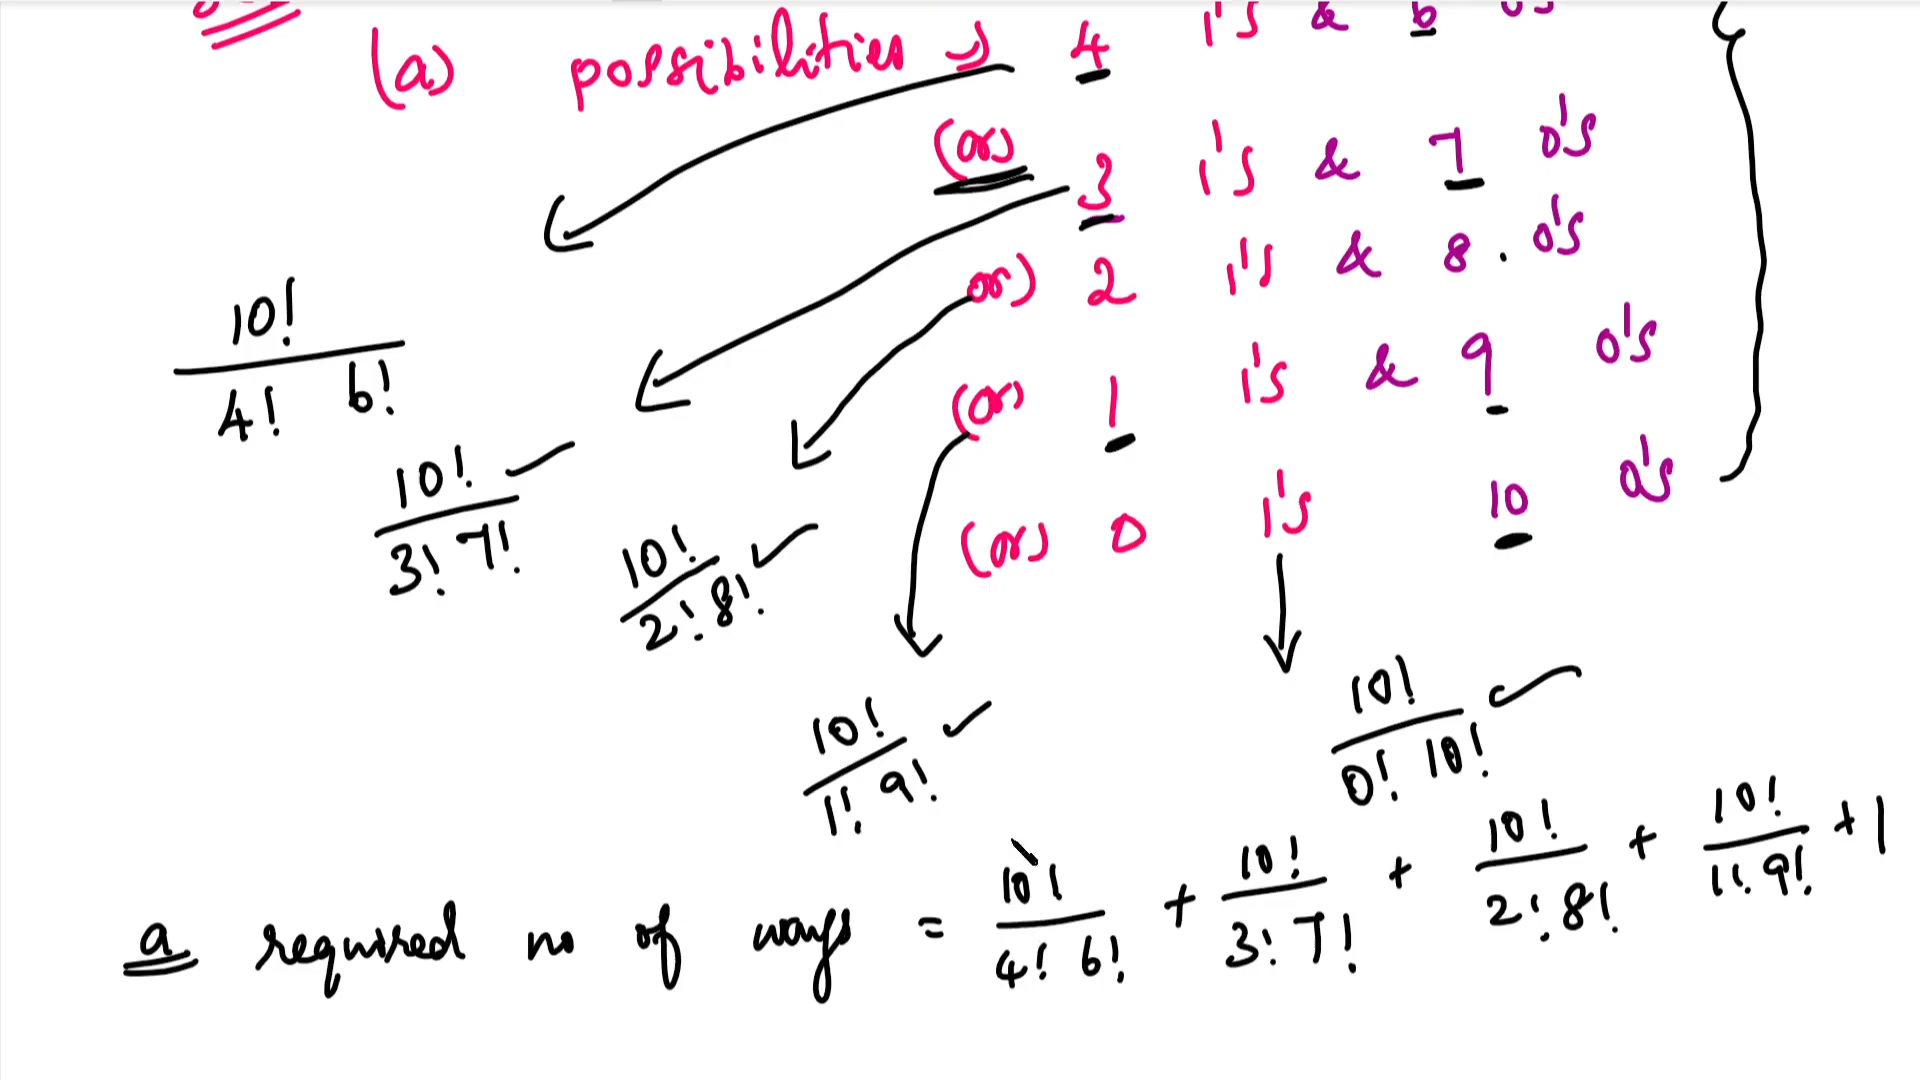 (a) possibilities → 4 1's & 6 0's
(or) 3 1's & 7 0's
(or) 2 1's & 8 . 0's
(or) 1 1's & 9 0's
(or) 0 1's 10 0's
10!
4! 6!
10!
3! 7!
10!
2! 8!
10!
1! 9!
10!
0! 10!
a required no of ways = 10!/4! 6! + 10!/3! 7! + 10!/2! 8! + 10!/1! 9! + 1